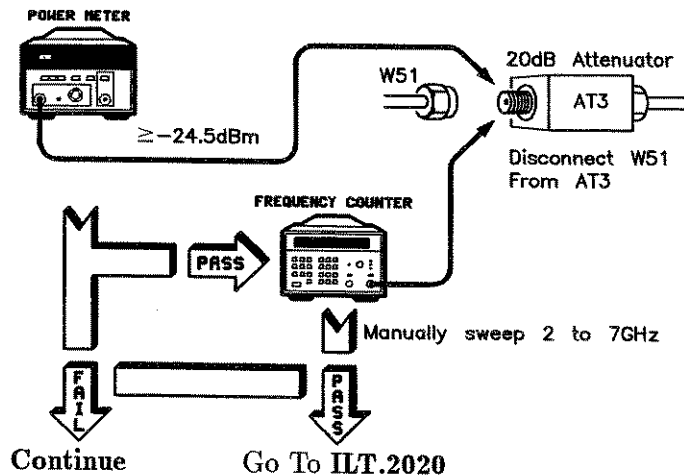 POWER METER
20dB Attenuator
W51
AT3
≥-24.5dBm
Disconnect W51
From AT3
FREQUENCY COUNTER
PASS
Manually sweep 2 to 7GHz
FAIL
PASS
Continue
Go To ILT.2020